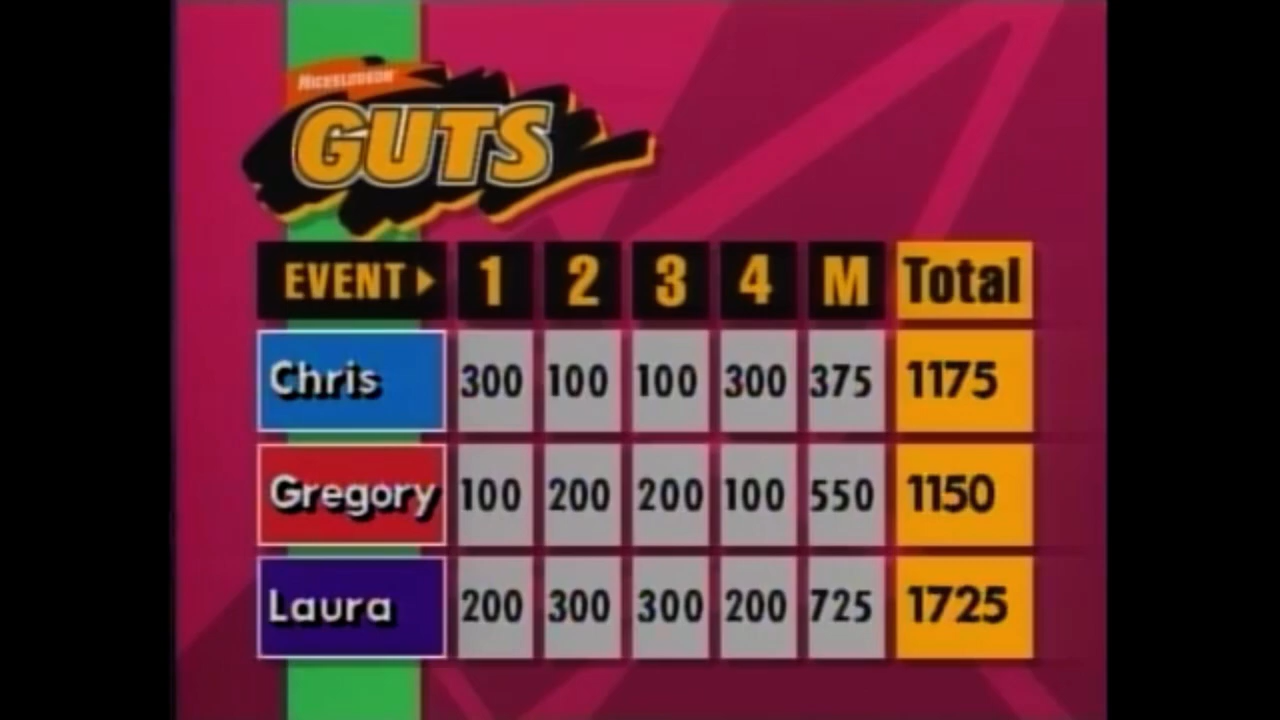 NICKELODEON
GUTS
EVENT 1 2 3 4 M Total
Chris 300 100 100 300 375 1175
Gregory 100 200 200 100 550 1150
Laura 200 300 300 200 725 1725